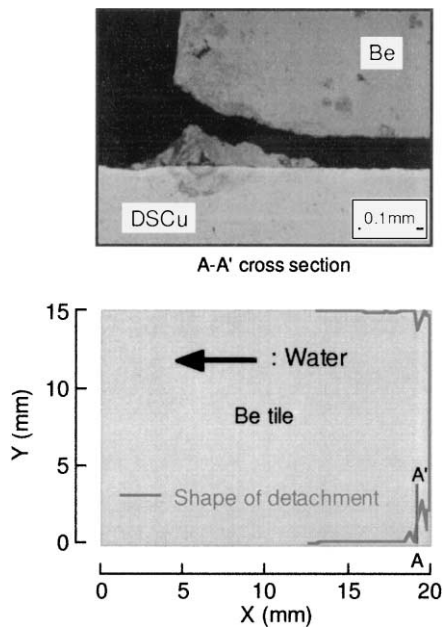 Be
DSCu
0.1mm
A-A' cross section
15
10
5
0
Y (mm)
: Water
Be tile
Shape of detachment
A'
A
0 5 10 15 20
X (mm)